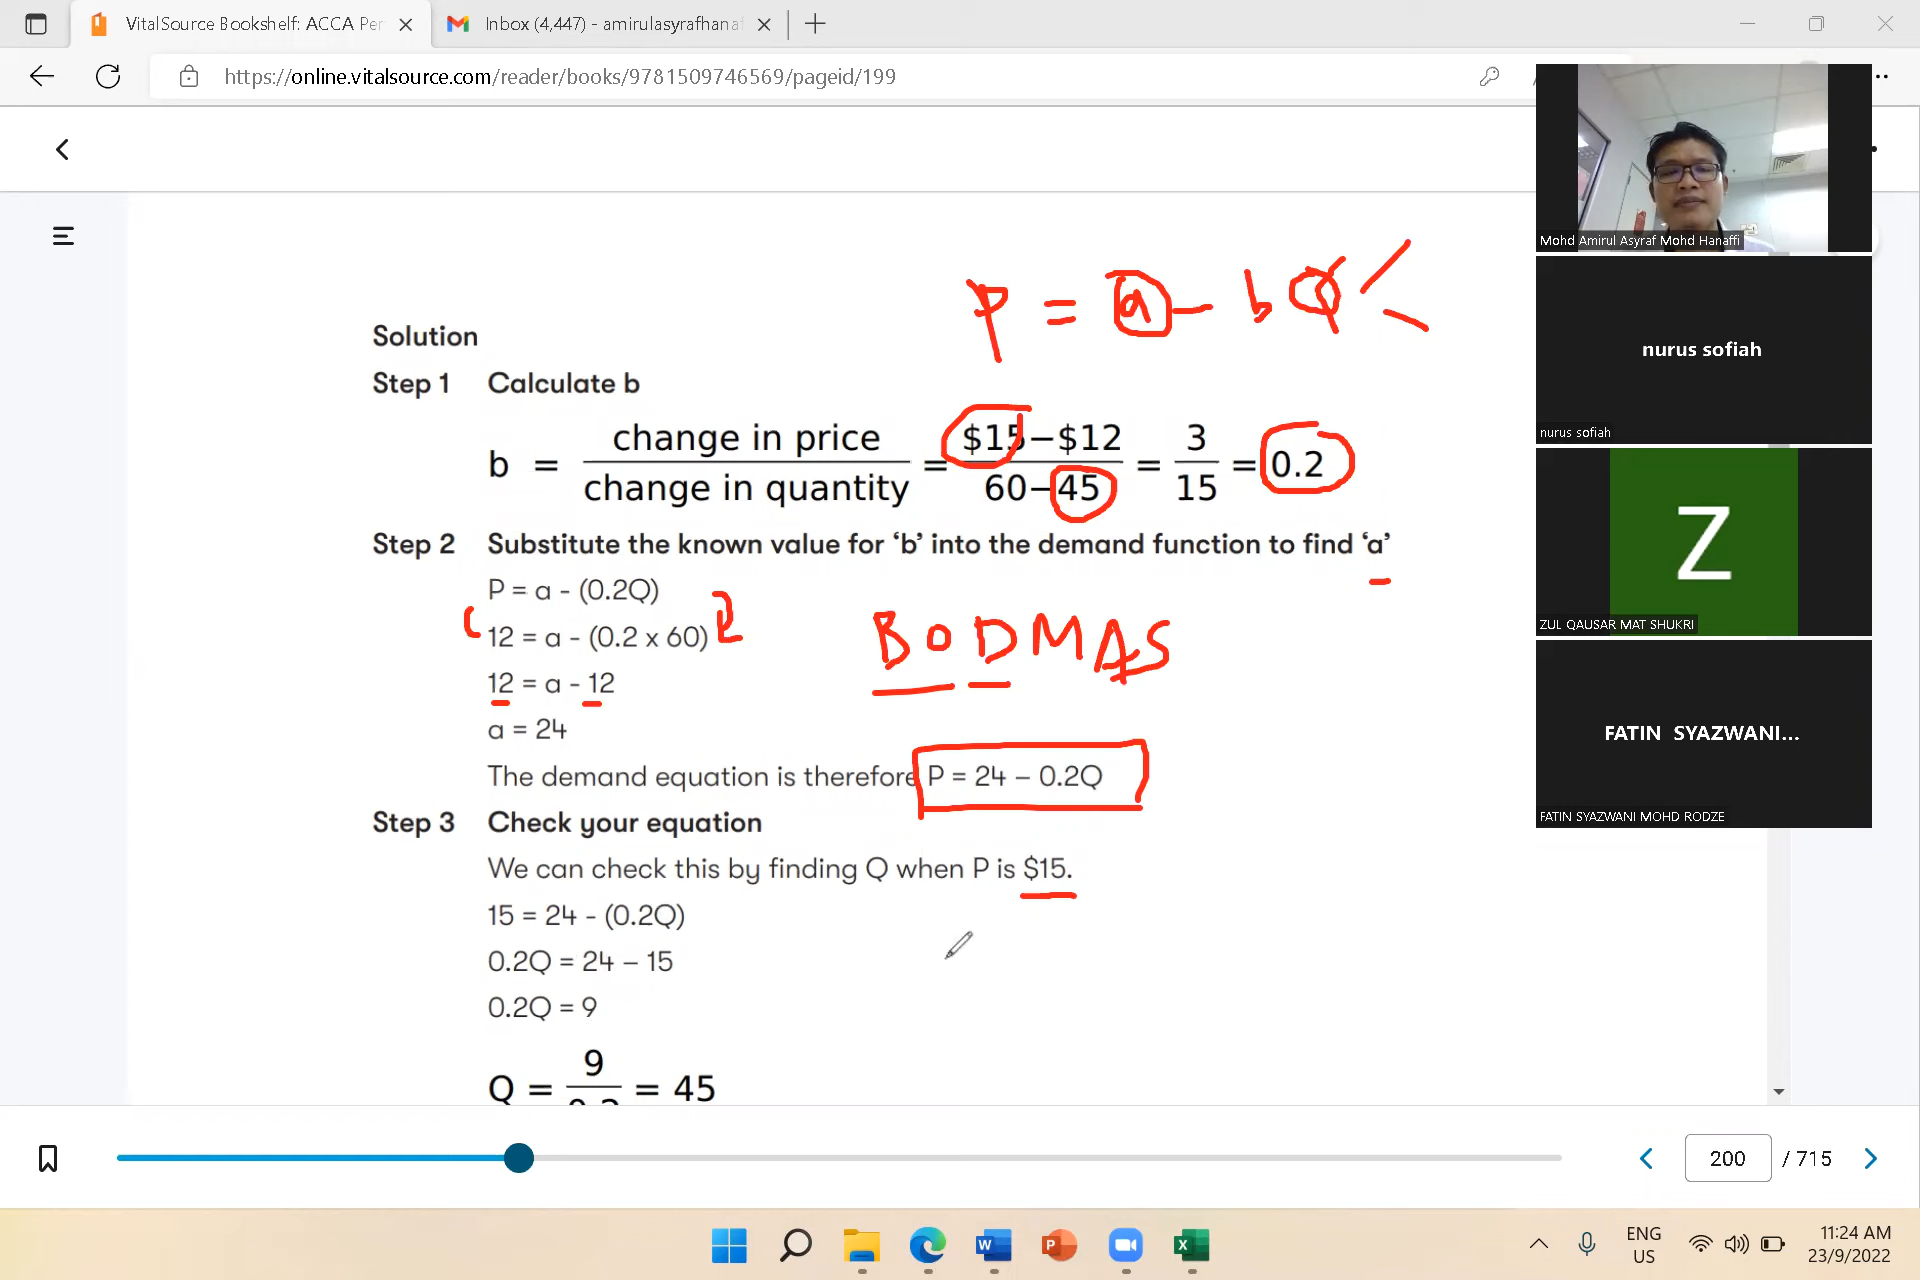 VitalSource Bookshelf: ACCA Per
Inbox (4,447) - amirulasyrafhanaf
https://online.vitalsource.com/reader/books/9781509746569/pageid/199
Mohd Amirul Asyraf Mohd Hanaffi
nurus sofiah
nurus sofiah
Z
ZUL QAUSAR MAT SHUKRI
FATIN SYAZWANI...
FATIN SYAZWANI MOHD RODZE
P = a - bQ
Solution
Step 1 Calculate b
b = change in price / change in quantity = $15–$12 / 60–45 = 3 / 15 = 0.2
Step 2 Substitute the known value for ‘b’ into the demand function to find ‘a’
P = a - (0.2Q)
12 = a - (0.2 x 60)
BODMAS
12 = a - 12
a = 24
The demand equation is therefore P = 24 – 0.2Q
Step 3 Check your equation
We can check this by finding Q when P is $15.
15 = 24 - (0.2Q)
0.2Q = 24 – 15
0.2Q = 9
Q = 9 / 0.2 = 45
200 / 715
ENG
US
11:24 AM
23/9/2022